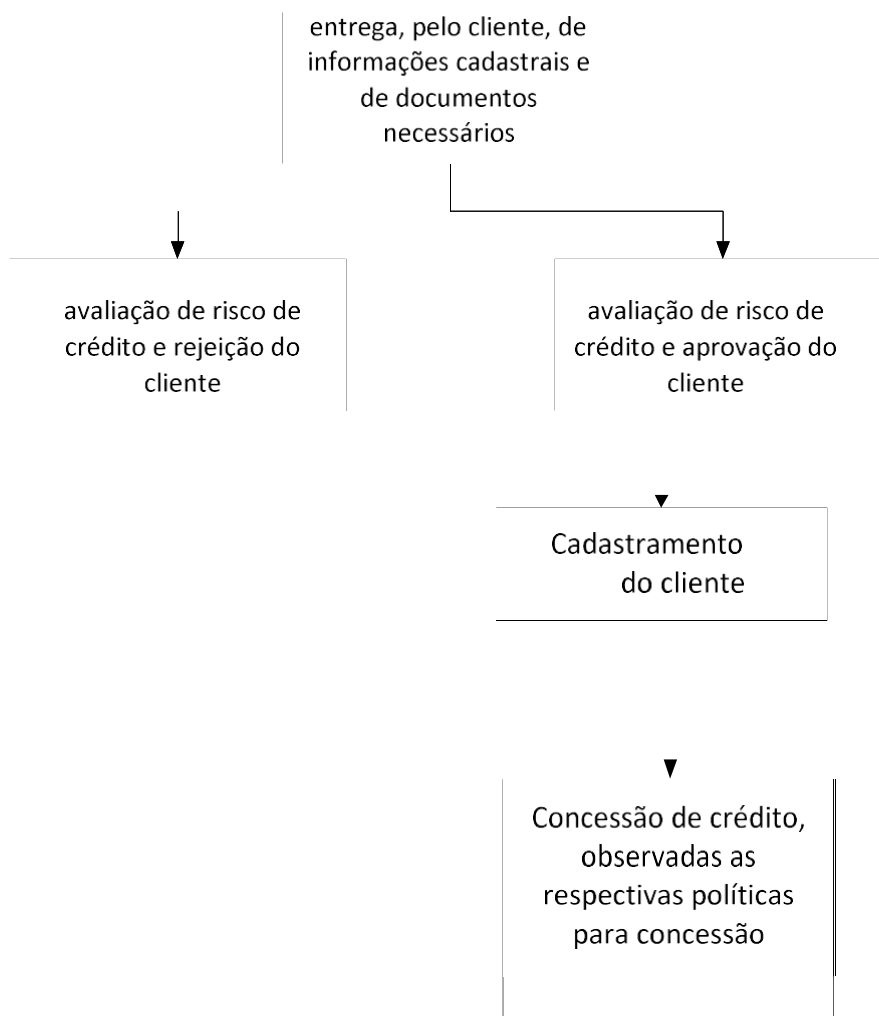 entrega, pelo cliente, de
informações cadastrais e
de documentos
necessários
avaliação de risco de
crédito e rejeição do
cliente
avaliação de risco de
crédito e aprovação do
cliente
Cadastramento
do cliente
Concessão de crédito,
observadas as
respectivas políticas
para concessão